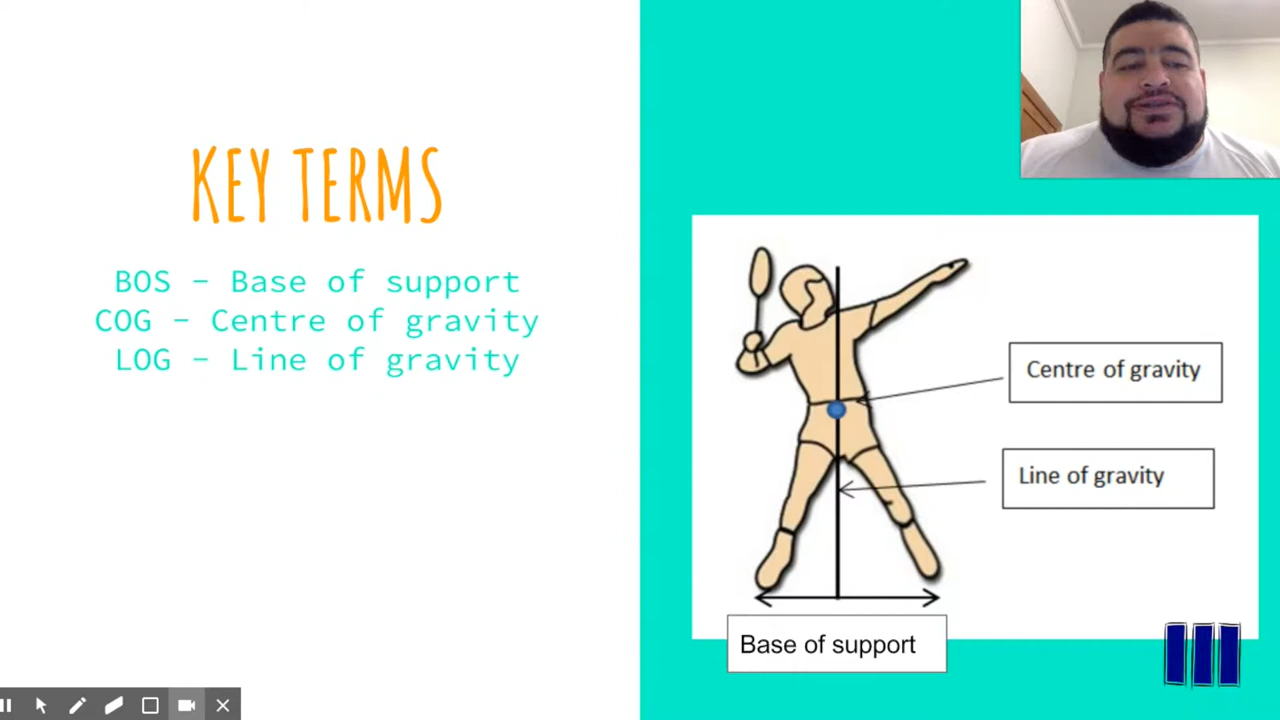 KEY TERMS
BOS - Base of support
COG - Centre of gravity
LOG - Line of gravity
Centre of gravity
Line of gravity
Base of support